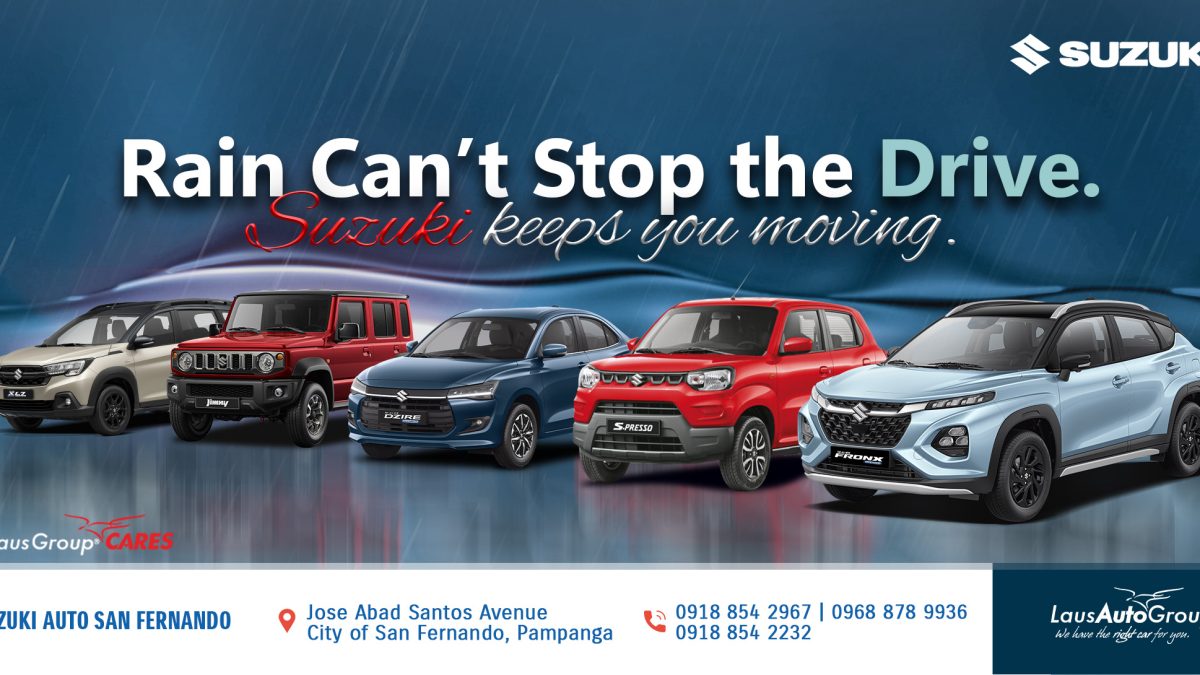 SUZUK
Rain Can't Stop the Drive.
Suzuki keeps you moving.
XL7
Jimny
DZIRE
S-PRESSO
FRONX
ausGroup® CARES
ZUKI AUTO SAN FERNANDO
Jose Abad Santos Avenue
City of San Fernando, Pampanga
0918 854 2967 | 0968 878 9936
0918 854 2232
LausAutoGrou
We have the right car for you.